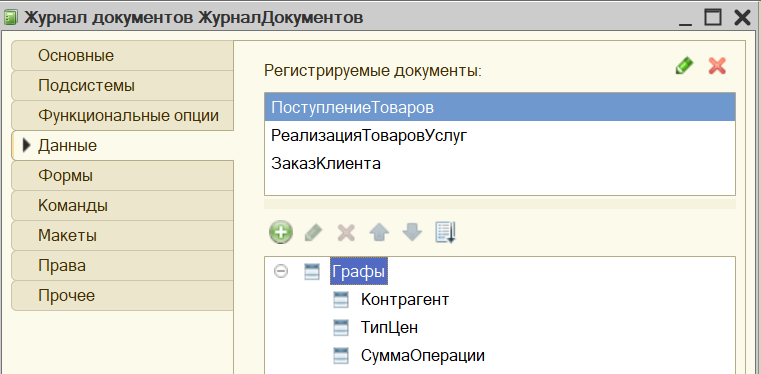 Журнал документов ЖурналДокументов
Основные
Подсистемы
Функциональные опции
Данные
Формы
Команды
Макеты
Права
Прочее
Регистрируемые документы:
ПоступлениеТоваров
РеализацияТоваровУслуг
ЗаказКлиента
Графы
Контрагент
ТипЦен
СуммаОперации